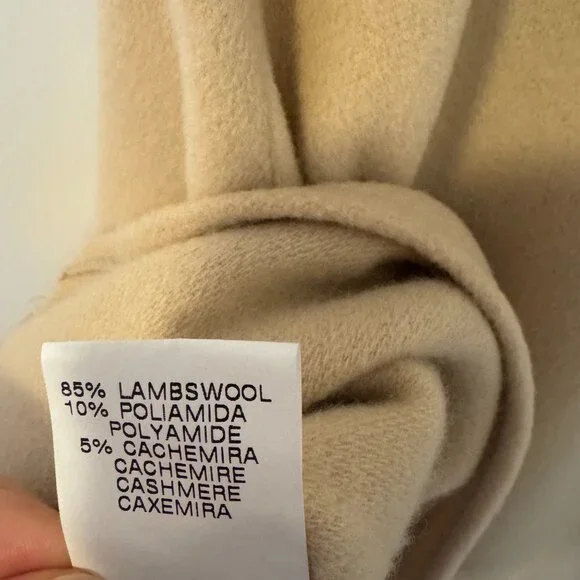 85% LAMBSWOOL
10% POLIAMIDA
POLYAMIDE
5% CACHEMIRA
CACHEMIRE
CASHMERE
CAXEMIRA